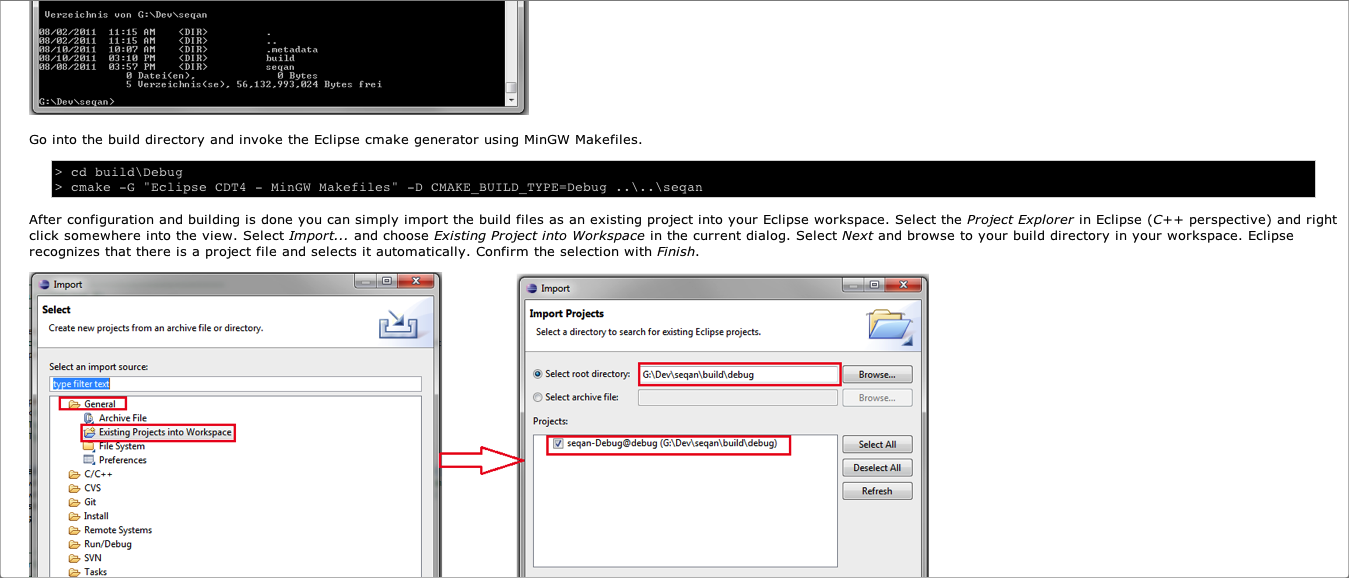 Verzeichnis von G:\Dev\seqan
08/02/2011 11:15 AM <DIR> .
08/02/2011 11:15 AM <DIR> ..
08/10/2011 10:07 AM <DIR> .metadata
08/10/2011 03:10 PM <DIR> build
08/08/2011 03:57 PM <DIR> seqan
0 Datei(en), 0 Bytes
5 Verzeichnis(se), 56,132,993,024 Bytes frei
G:\Dev\seqan>
Go into the build directory and invoke the Eclipse cmake generator using MinGW Makefiles.
> cd build\Debug
> cmake -G "Eclipse CDT4 - MinGW Makefiles" -D CMAKE_BUILD_TYPE=Debug ..\..\seqan
After configuration and building is done you can simply import the build files as an existing project into your Eclipse workspace. Select the Project Explorer in Eclipse (C++ perspective) and right
click somewhere into the view. Select Import... and choose Existing Project into Workspace in the current dialog. Select Next and browse to your build directory in your workspace. Eclipse
recognizes that there is a project file and selects it automatically. Confirm the selection with Finish.
Import
Select
Create new projects from an archive file or directory.
Select an import source:
type filter text
General
Archive File
Existing Projects into Workspace
File System
Preferences
C/C++
CVS
Git
Install
Remote Systems
Run/Debug
SVN
Tasks
Import
Import Projects
Select a directory to search for existing Eclipse projects.
Select root directory: G:\Dev\seqan\build\debug Browse...
Select archive file: Browse...
Projects:
seqan-Debug@debug (G:\Dev\seqan\build\debug) Select All
Deselect All
Refresh